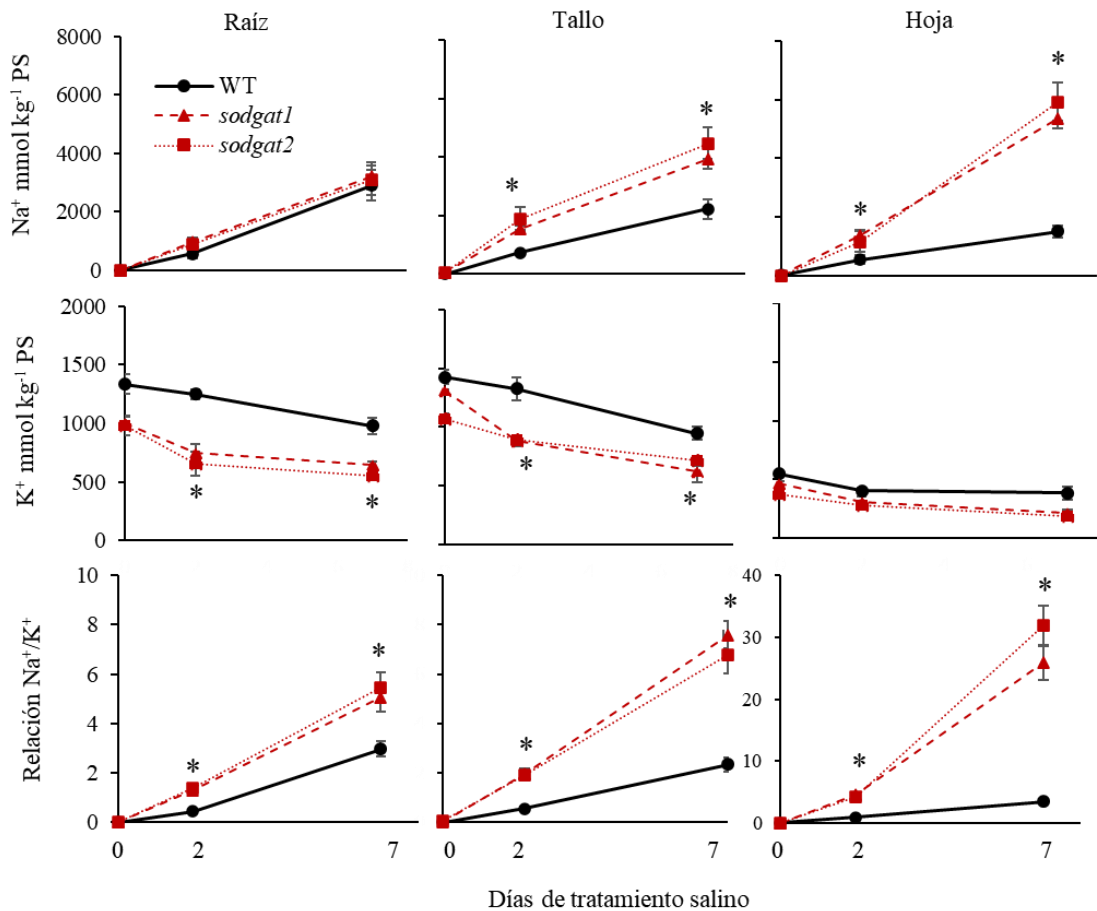 Raíz
Tallo
Hoja
Na⁺ mmol kg⁻¹ PS
8000
6000
4000
2000
0
WT
sodgat1
sodgat2
*
*
*
*
K⁺ mmol kg⁻¹ PS
2000
1500
1000
500
0
*
*
*
*
Relación Na⁺/K⁺
10
8
6
4
2
0
40
30
20
10
0
*
*
*
*
*
*
0 2 7
0 2 7
0 2 7
Días de tratamiento salino